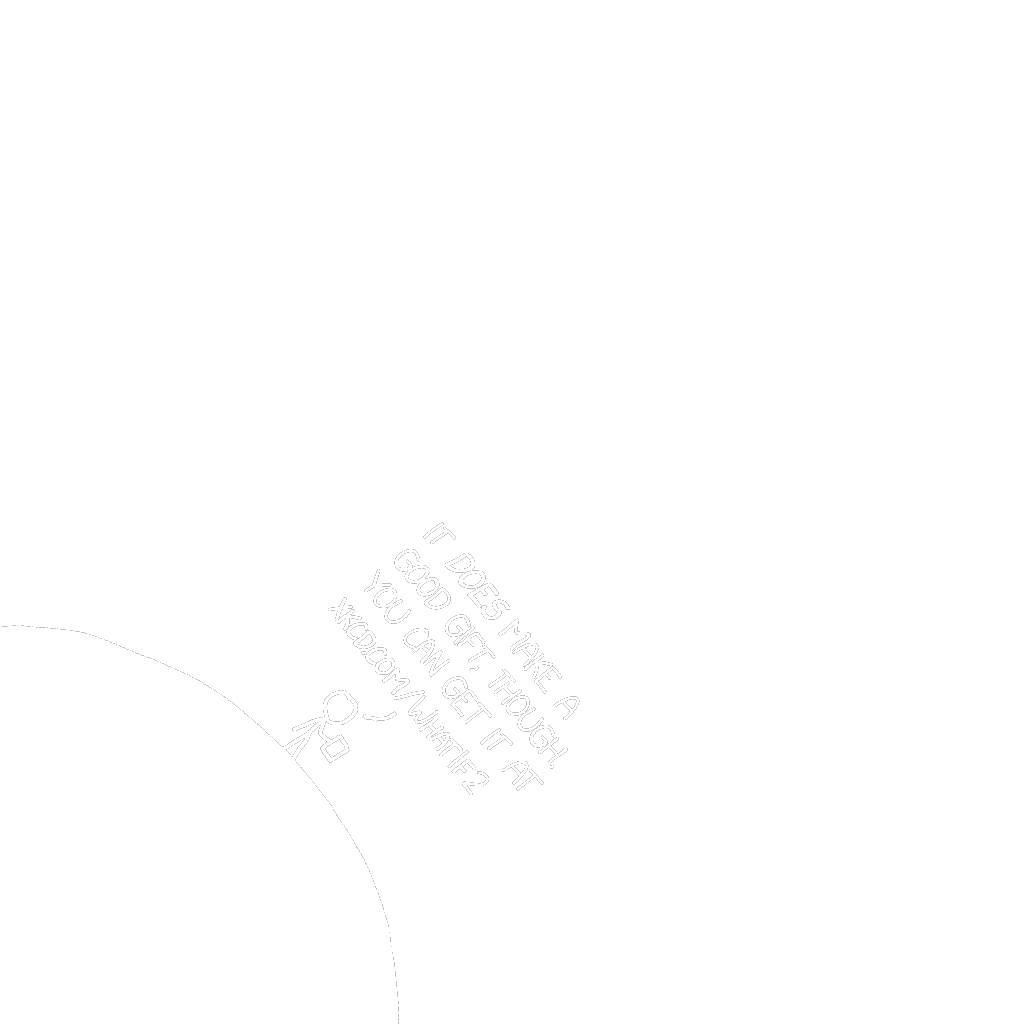 IT DOES MAKE A
GOOD GIFT, THOUGH.
YOU CAN GET IT AT
XKCD.COM/WHATIF2